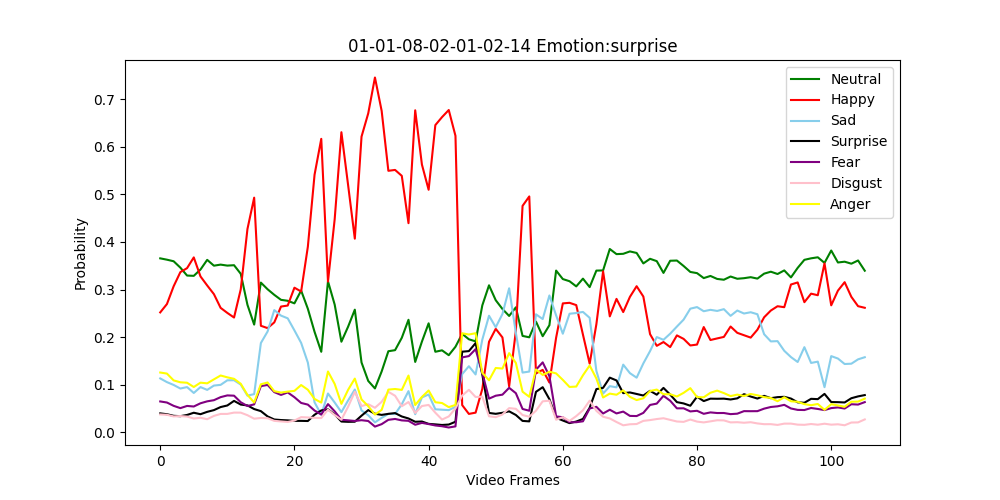 01-01-08-02-01-02-14 Emotion:surprise
Probability
0.7
0.6
0.5
0.4
0.3
0.2
0.1
0.0
0 20 40 60 80 100
Video Frames
Neutral
Happy
Sad
Surprise
Fear
Disgust
Anger